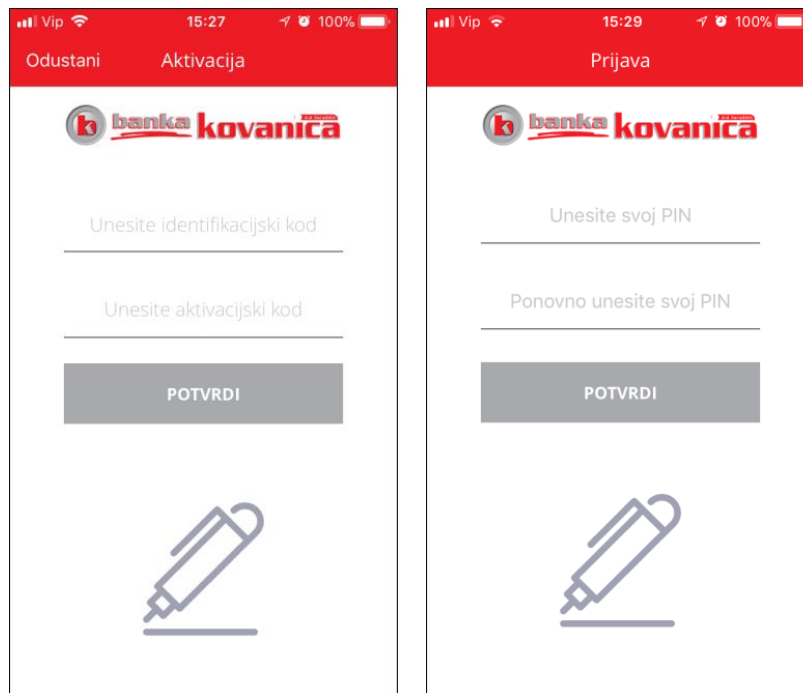 Vip 15:27 100%
Odustani Aktivacija
banka kovanica
Unesite identifikacijski kod
Unesite aktivacijski kod
POTVRDI
Vip 15:29 100%
Prijava
banka kovanica
Unesite svoj PIN
Ponovno unesite svoj PIN
POTVRDI